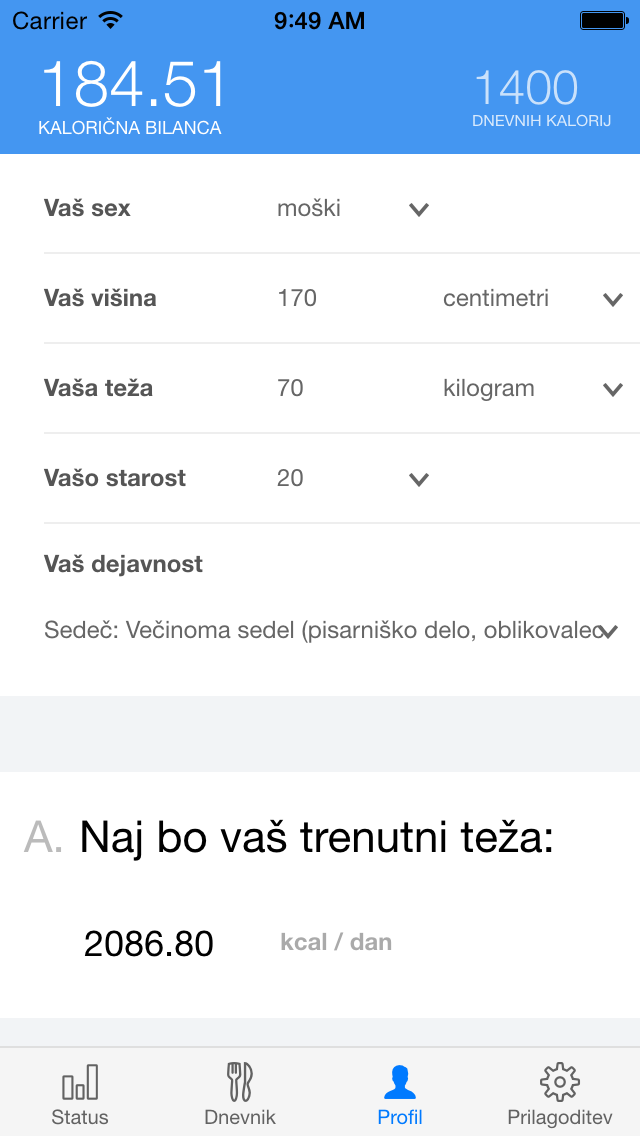 Carrier 9:49 AM
184.51 1400
KALORIČNA BILANCA DNEVNIH KALORIJ
Vaš sex moški
Vaš višina 170 centimetri
Vaša teža 70 kilogram
Vašo starost 20
Vaš dejavnost
Sedeč: Večinoma sedel (pisarniško delo, oblikovalec
A. Naj bo vaš trenutni teža:
2086.80 kcal / dan
Status Dnevnik Profil Prilagoditev